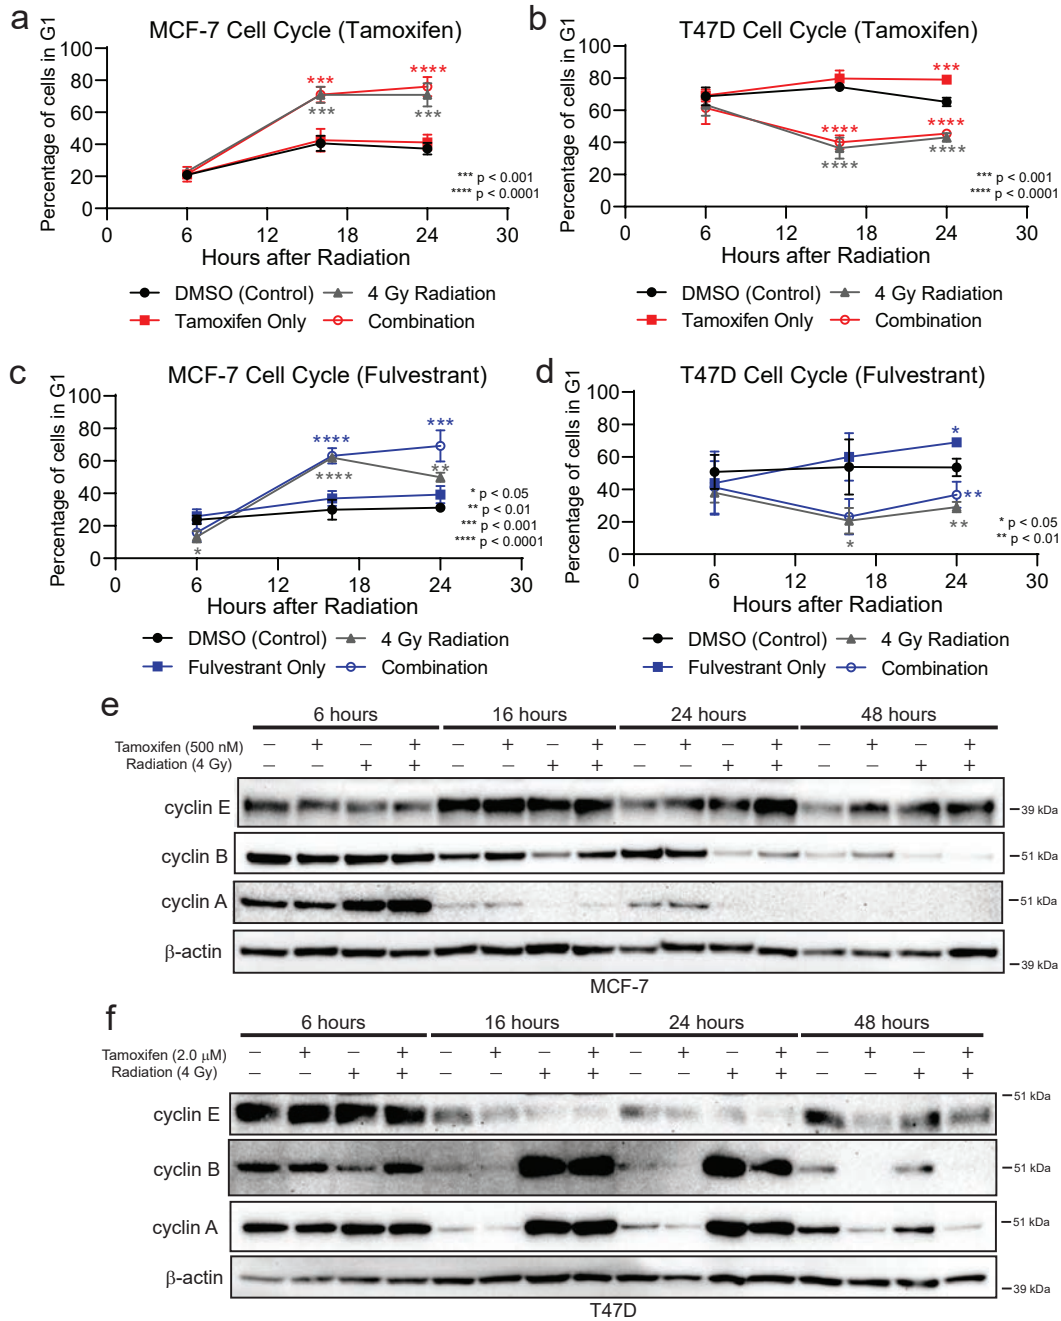 a
MCF-7 Cell Cycle (Tamoxifen)
Percentage of cells in G1
100
80
60
40
20
0
0 6 12 18 24 30
Hours after Radiation
***
****
***
***
*** p < 0.001
**** p < 0.0001
DMSO (Control)
4 Gy Radiation
Tamoxifen Only
Combination
b
T47D Cell Cycle (Tamoxifen)
Percentage of cells in G1
100
80
60
40
20
0
0 6 12 18 24 30
Hours after Radiation
***
****
****
****
****
*** p < 0.001
**** p < 0.0001
DMSO (Control)
4 Gy Radiation
Tamoxifen Only
Combination
c
MCF-7 Cell Cycle (Fulvestrant)
Percentage of cells in G1
100
80
60
40
20
0
0 6 12 18 24 30
Hours after Radiation
***
****
**
****
*
* p < 0.05
** p < 0.01
*** p < 0.001
**** p < 0.0001
DMSO (Control)
4 Gy Radiation
Fulvestrant Only
Combination
d
T47D Cell Cycle (Fulvestrant)
Percentage of cells in G1
100
80
60
40
20
0
0 6 12 18 24 30
Hours after Radiation
*
**
**
*
* p < 0.05
** p < 0.01
DMSO (Control)
4 Gy Radiation
Fulvestrant Only
Combination
e
6 hours 16 hours 24 hours 48 hours
Tamoxifen (500 nM) − + − + − + − + − + − + − + − +
Radiation (4 Gy) − − + + − − + + − − + + − − + +
cyclin E 39 kDa
cyclin B 51 kDa
cyclin A 51 kDa
β-actin 39 kDa
MCF-7
f
6 hours 16 hours 24 hours 48 hours
Tamoxifen (2.0 μM) − + − + − + − + − + − + − + − +
Radiation (4 Gy) − − + + − − + + − − + + − − + +
cyclin E 51 kDa
cyclin B 51 kDa
cyclin A 51 kDa
β-actin 39 kDa
T47D